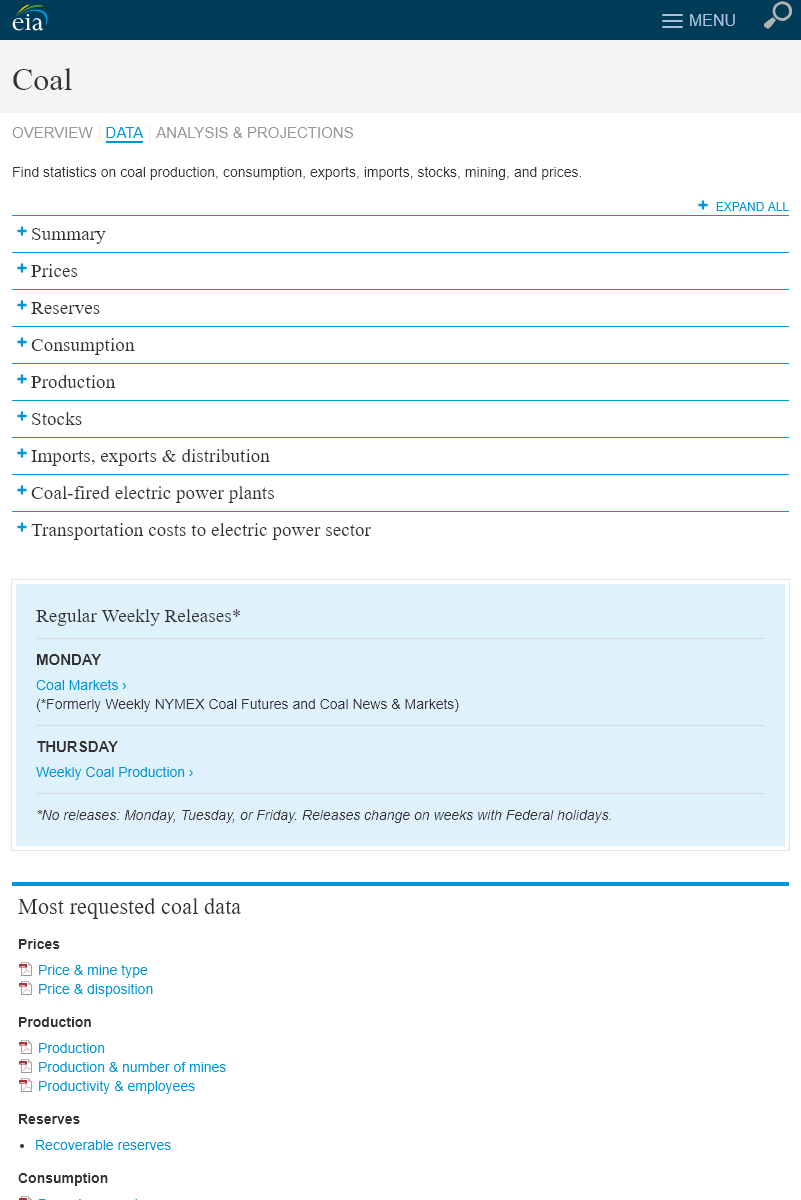 eia
MENU
Coal
OVERVIEW DATA ANALYSIS & PROJECTIONS
Find statistics on coal production, consumption, exports, imports, stocks, mining, and prices.
+ EXPAND ALL
+ Summary
+ Prices
+ Reserves
+ Consumption
+ Production
+ Stocks
+ Imports, exports & distribution
+ Coal-fired electric power plants
+ Transportation costs to electric power sector
Regular Weekly Releases*
MONDAY
Coal Markets ›
(*Formerly Weekly NYMEX Coal Futures and Coal News & Markets)
THURSDAY
Weekly Coal Production ›
*No releases: Monday, Tuesday, or Friday. Releases change on weeks with Federal holidays.
Most requested coal data
Prices
Price & mine type
Price & disposition
Production
Production
Production & number of mines
Productivity & employees
Reserves
• Recoverable reserves
Consumption